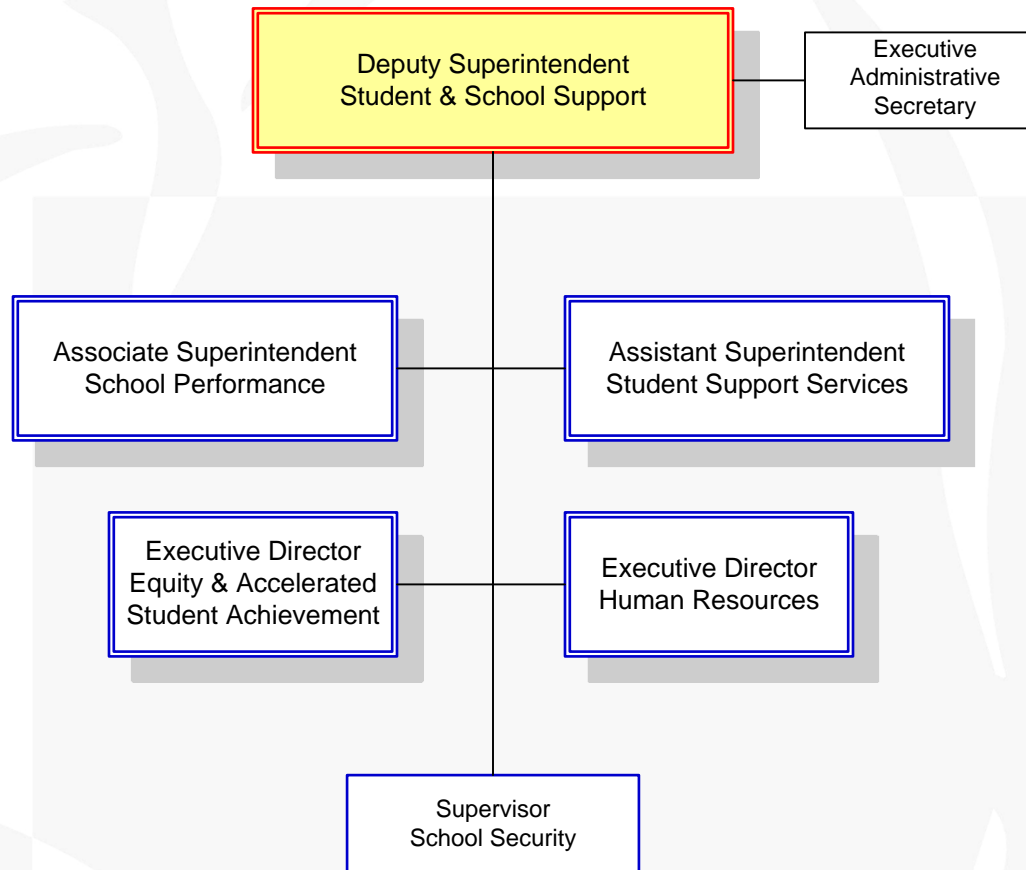 Deputy Superintendent
Student & School Support
Executive
Administrative
Secretary
Associate Superintendent
School Performance
Assistant Superintendent
Student Support Services
Executive Director
Equity & Accelerated
Student Achievement
Executive Director
Human Resources
Supervisor
School Security